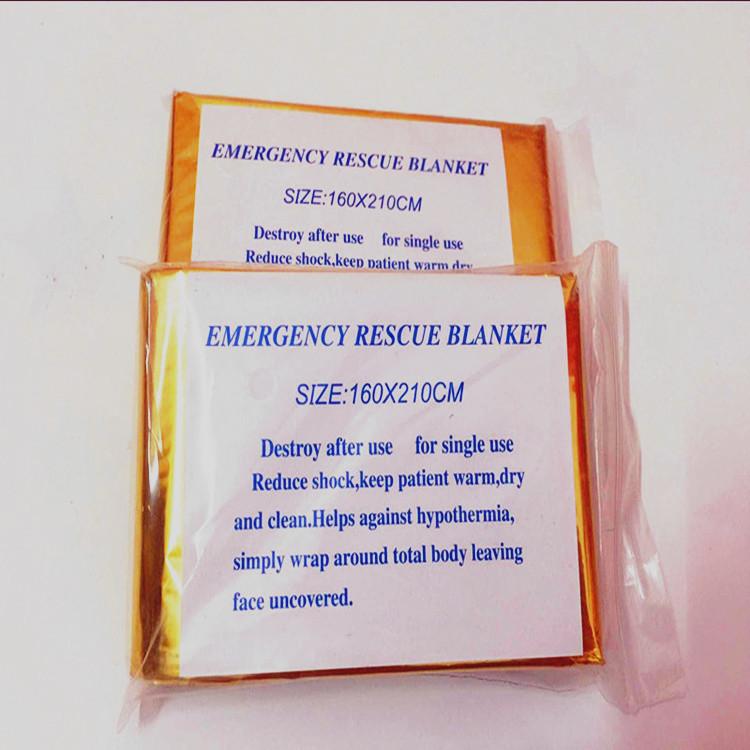 EMERGENCY RESCUE BLANKET
SIZE:160X210CM
Destroy after use for single use
Reduce shock,keep patient warm,dry
EMERGENCY RESCUE BLANKET
SIZE:160X210CM
Destroy after use for single use
Reduce shock,keep patient warm,dry
and clean.Helps against hypothermia,
simply wrap around total body leaving
face uncovered.